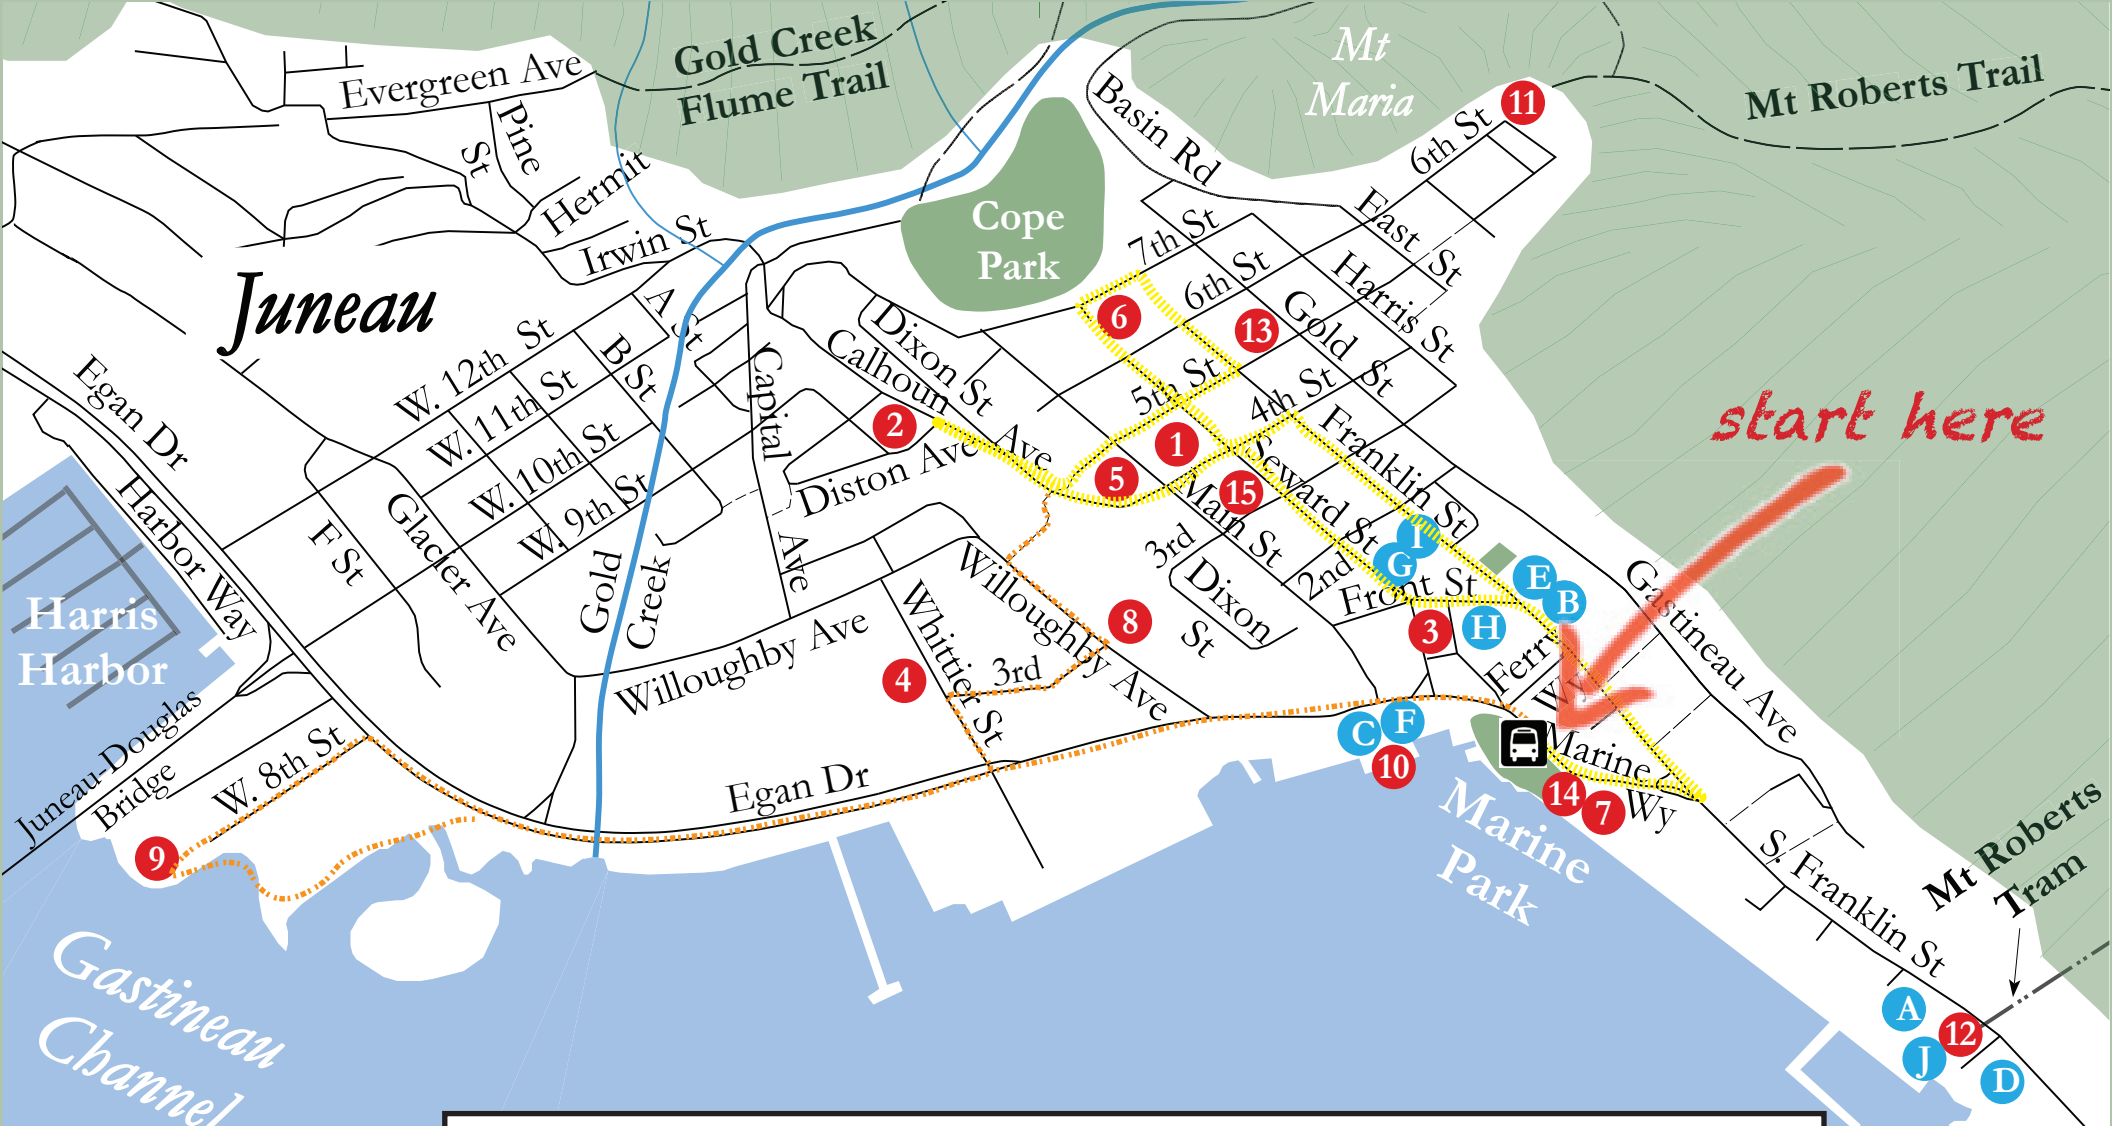 Gold Creek
Flume Trail
Mt
Maria
Mt Roberts Trail
Evergreen Ave
Pine
St
Hermit
Irwin St
Basin Rd
6th St
11
East St
Cope
Park
7th St
6th St
Harris St
Gold St
Juneau
A St
B St
W. 12th St
W. 11th St
W. 10th St
W. 9th St
Capital
Ave
Dixon St
Calhoun
Ave
6
13
5th St
4th St
2
Diston Ave
1
5
15
Franklin St
Seward St
Main St
start here
Egan Dr
Harbor Way
F St
Glacier Ave
Gold
Creek
3rd
2nd
Front St
Dixon
St
I
G
E
B
H
3
Ferry
Wy
Gastineau Ave
Harris
Harbor
Willoughby Ave
Willoughby Ave
Whittier St
3rd
8
4
C
F
10
Marine
Wy
14
7
Marine
Park
Juneau-Douglas
Bridge
W. 8th St
Egan Dr
9
S. Franklin St
Mt Roberts
Tram
Gastineau
Channel
A
12
J
D